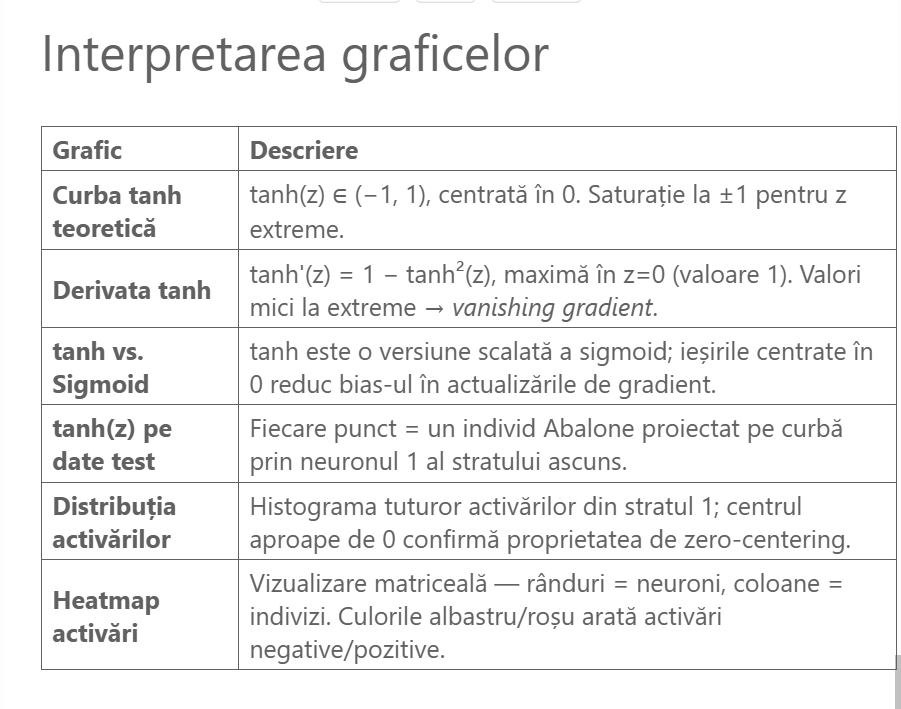 Interpretarea graficelor
Grafic
Descriere
Curba tanh
teoretică
tanh(z) ∈ (−1, 1), centrată în 0. Saturație la ±1 pentru z
extreme.
Derivata tanh
tanh'(z) = 1 − tanh²(z), maximă în z=0 (valoare 1). Valori
mici la extreme → vanishing gradient.
tanh vs.
Sigmoid
tanh este o versiune scalată a sigmoid; ieșirile centrate în
0 reduc bias-ul în actualizările de gradient.
tanh(z) pe
date test
Fiecare punct = un individ Abalone proiectat pe curbă
prin neuronul 1 al stratului ascuns.
Distribuția
activărilor
Histograma tuturor activărilor din stratul 1; centrul
aproape de 0 confirmă proprietatea de zero-centering.
Heatmap
activări
Vizualizare matriceală — rânduri = neuroni, coloane =
indivizi. Culorile albastru/roșu arată activări
negative/pozitive.